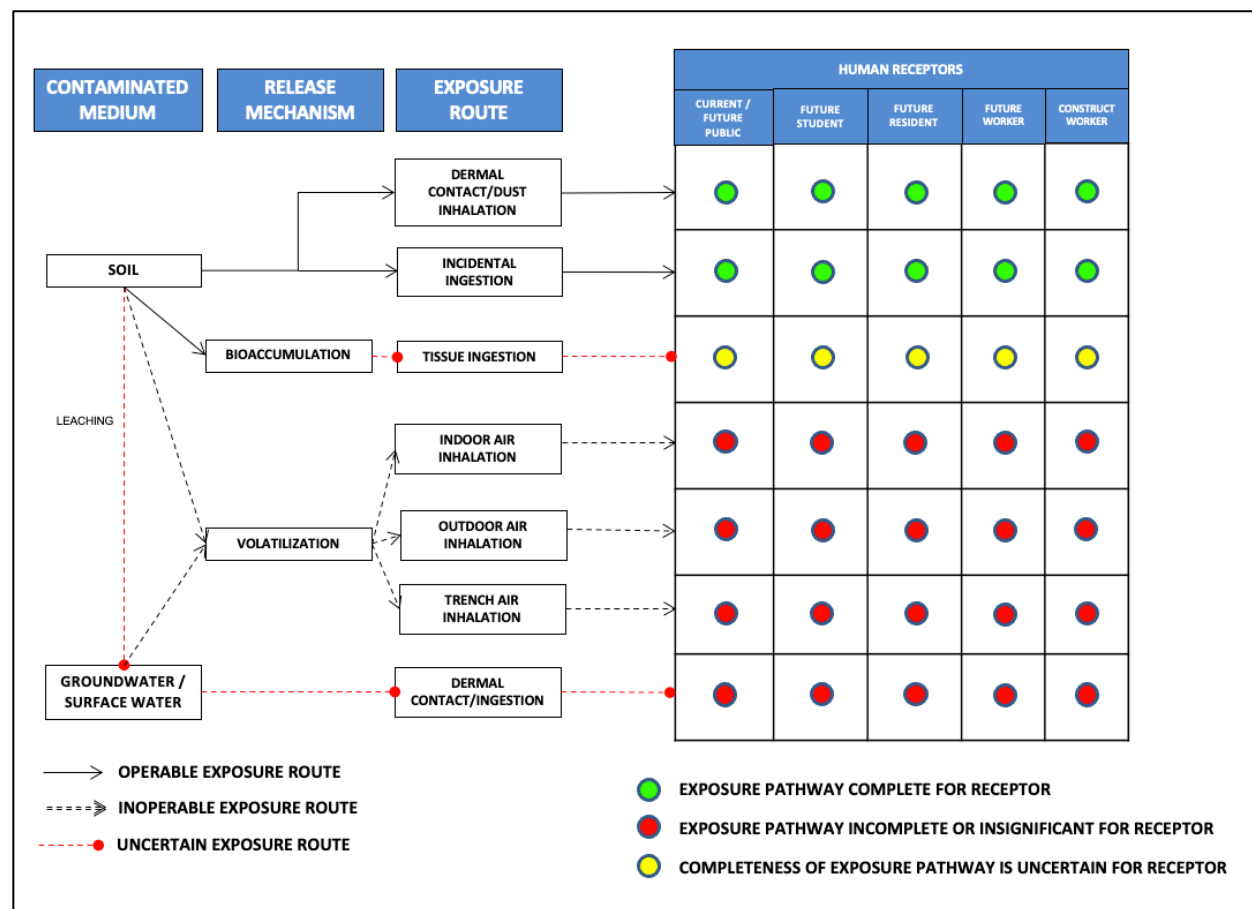 HUMAN RECEPTORS
CONTAMINATED
MEDIUM
RELEASE
MECHANISM
EXPOSURE
ROUTE
CURRENT /
FUTURE
PUBLIC
FUTURE
STUDENT
FUTURE
RESIDENT
FUTURE
WORKER
CONSTRUCT
WORKER
DERMAL
CONTACT/DUST
INHALATION
SOIL
INCIDENTAL
INGESTION
BIOACCUMULATION
TISSUE INGESTION
LEACHING
INDOOR AIR
INHALATION
VOLATILIZATION
OUTDOOR AIR
INHALATION
TRENCH AIR
INHALATION
GROUNDWATER /
SURFACE WATER
DERMAL
CONTACT/INGESTION
OPERABLE EXPOSURE ROUTE
INOPERABLE EXPOSURE ROUTE
UNCERTAIN EXPOSURE ROUTE
EXPOSURE PATHWAY COMPLETE FOR RECEPTOR
EXPOSURE PATHWAY INCOMPLETE OR INSIGNIFICANT FOR RECEPTOR
COMPLETENESS OF EXPOSURE PATHWAY IS UNCERTAIN FOR RECEPTOR